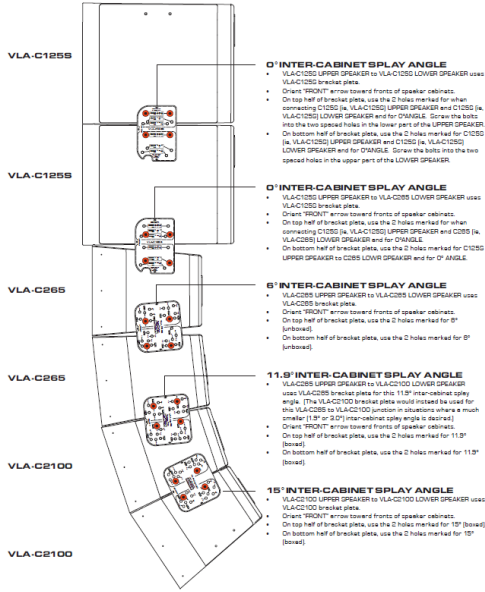 VLA-C125S
VLA-C125S
VLA-C265
VLA-C265
VLA-C2100
VLA-C2100
0° INTER-CABINET SPLAY ANGLE
• VLA-C125S UPPER SPEAKER to VLA-C125S LOWER SPEAKER uses
VLA-C125S bracket plate.
• Orient "FRONT" arrow toward fronts of speaker cabinets.
• On top half of bracket plate, use the 2 holes marked for when
connecting C125S (ie, VLA-C125S) UPPER SPEAKER and C125S (ie,
VLA-C125S) LOWER SPEAKER and for 0°ANGLE. Screw the bolts
into the two spaced holes in the lower part of the UPPER SPEAKER.
• On bottom half of bracket plate, use the 2 holes for C125S
(ie, VLA-C125S) UPPER SPEAKER and C125S (ie, VLA-C125S)
LOWER SPEAKER and for 0°ANGLE. Screw the bolts into the two
spaced holes in the upper part of the LOWER SPEAKER.
0° INTER-CABINET SPLAY ANGLE
• VLA-C125S UPPER SPEAKER to VLA-C265 LOWER SPEAKER uses
VLA-C125S bracket plate.
• Orient "FRONT" arrow toward fronts of speaker cabinets.
• On top half of bracket plate, use the 2 holes marked for when
connecting C125S (ie, VLA-C125S) UPPER SPEAKER and C265 (ie,
VLA-C265) LOWER SPEAKER and for 0°ANGLE.
• On bottom half of bracket plate, use the 2 holes marked for C125S
UPPER SPEAKER to C265 LOWR SPEAKER and for 0° ANGLE.
6° INTER-CABINET SPLAY ANGLE
• VLA-C265 UPPER SPEAKER to VLA-C265 LOWER SPEAKER uses
VLA-C265 bracket plate.
• Orient "FRONT" arrow toward fronts of speaker cabinets.
• On top half of bracket plate, use the 2 holes marked for 6°
(unboxed).
• On bottom half of bracket plate, use the 2 holes marked for 6°
(unboxed).
11.9° INTER-CABINET SPLAY ANGLE
• VLA-C265 UPPER SPEAKER to VLA-C2100 LOWER SPEAKER
uses VLA-C265 bracket plate for this 11.9° inter-cabinet splay
angle. (The VLA-C2100 bracket plate would instead be used for
this VLA-C265 to VLA-C2100 junction in situations where a much
smaller (1.9° or 3.0°) inter-cabinet splay angle is desired.)
• Orient "FRONT" arrow toward fronts of speaker cabinets.
• On top half of bracket plate, use the 2 holes marked for 11.9°
(boxed).
• On bottom half of bracket plate, use the 2 holes marked for 11.9°
(boxed).
15° INTER-CABINET SPLAY ANGLE
• VLA-C2100 UPPER SPEAKER to VLA-C2100 LOWER SPEAKER uses
VLA-C2100 bracket plate.
• Orient "FRONT" arrow toward fronts of speaker cabinets.
• On top half of bracket plate, use the 2 holes marked for 15° (boxed)
• On bottom half of bracket plate, use the 2 holes marked for 15°
(boxed).